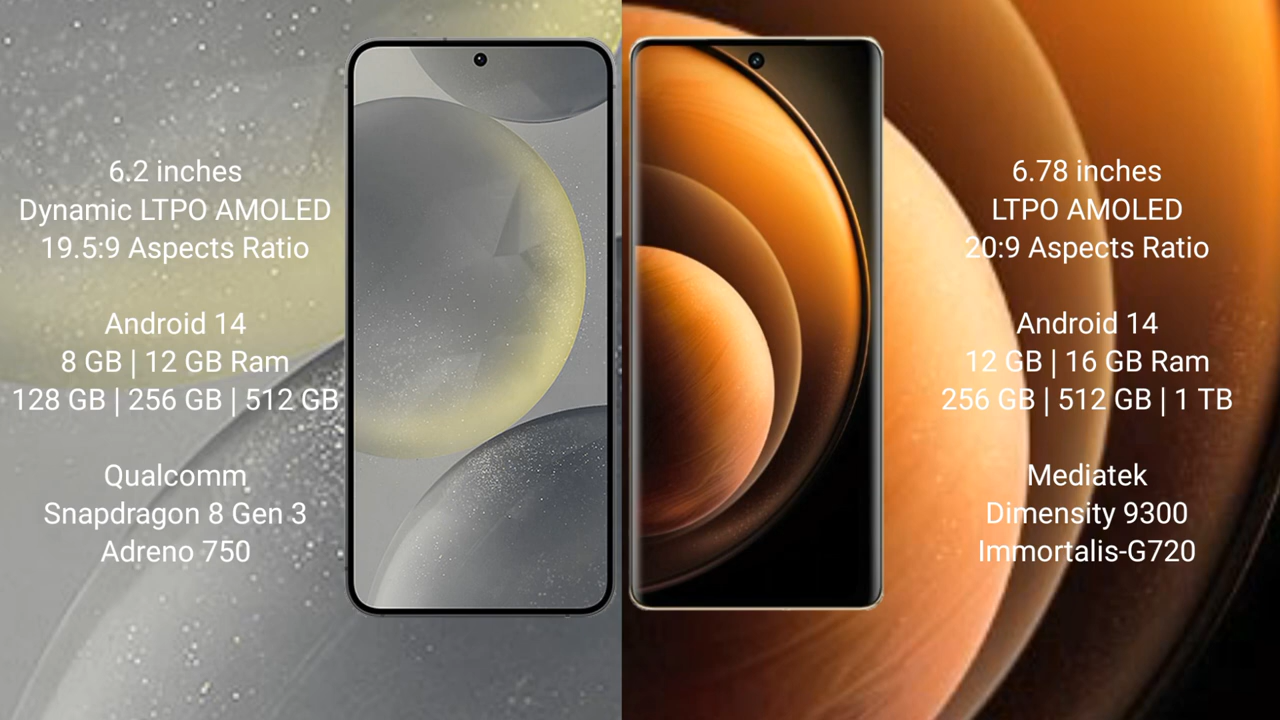 6.2 inches
Dynamic LTPO AMOLED
19.5:9 Aspects Ratio
Android 14
8 GB | 12 GB Ram
128 GB | 256 GB | 512 GB
Qualcomm
Snapdragon 8 Gen 3
Adreno 750
6.78 inches
LTPO AMOLED
20:9 Aspects Ratio
Android 14
12 GB | 16 GB Ram
256 GB | 512 GB | 1 TB
Mediatek
Dimensity 9300
Immortalis-G720